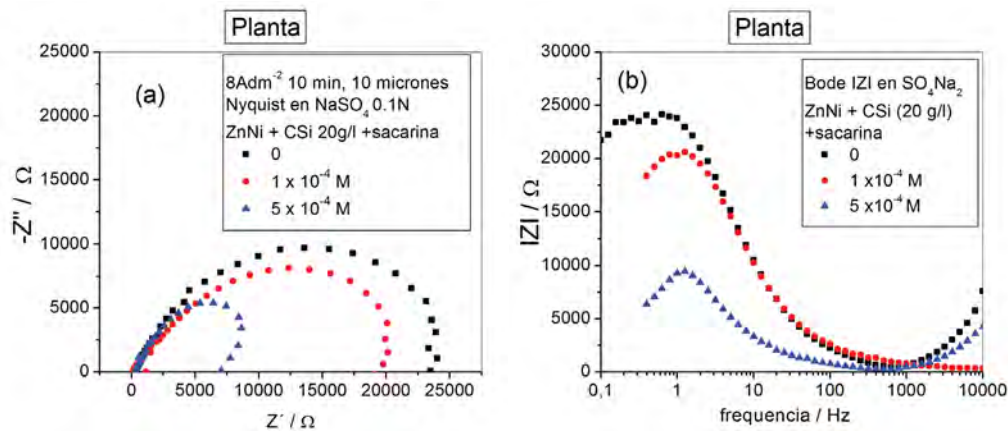 Planta
25000
20000
15000
10000
5000
0
-Z'' / Ω
(a)
8Adm⁻² 10 min, 10 micrones
Nyquist en NaSO₄ 0.1N
ZnNi + CSi 20g/l +sacarina
0
1 x 10⁻⁴ M
5 x 10⁻⁴ M
0 5000 10000 15000 20000 25000
Z´ / Ω
Planta
30000
25000
20000
15000
10000
5000
0
IZI / Ω
(b)
Bode IZI en SO₄Na₂
ZnNi + CSi (20 g/l)
+sacarina
0
1 x10⁻⁴ M
5 x10⁻⁴ M
0,1 1 10 100 1000 10000
frequencia / Hz